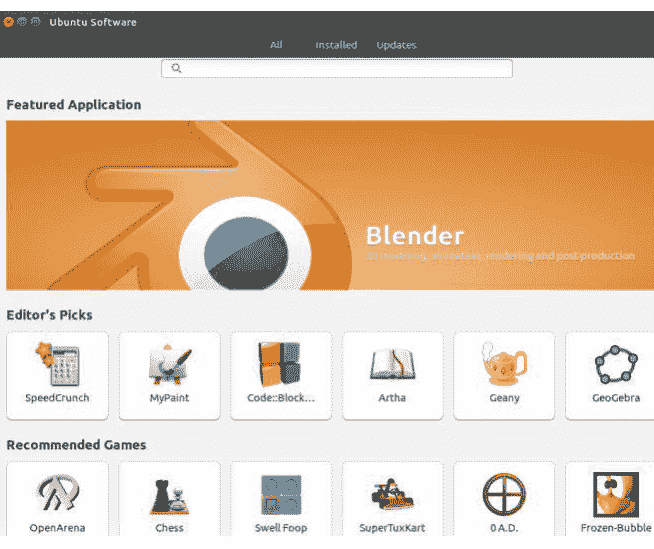 Ubuntu Software
All Installed Updates
Featured Application
Blender
3D modeling, animation, rendering and post-production
Editor's Picks
SpeedCrunch MyPaint Code::Block... Artha Geany GeoGebra
Recommended Games
OpenArena Chess Swell Foop SuperTuxKart 0 A.D. Frozen-Bubble